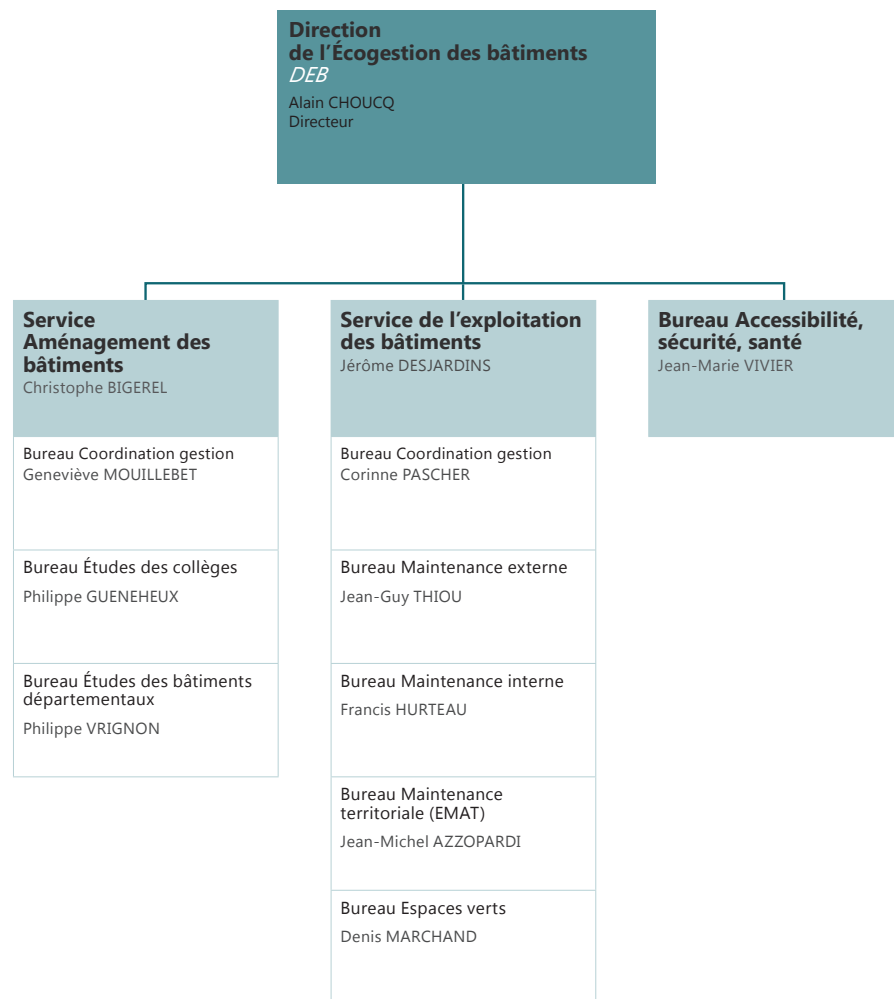 Direction
de l’Écogestion des bâtiments
DEB
Alain CHOUCQ
Directeur
Service
Aménagement des
bâtiments
Christophe BIGEREL
Bureau Coordination gestion
Geneviève MOUILLEBET
Bureau Études des collèges
Philippe GUENEHEUX
Bureau Études des bâtiments
départementaux
Philippe VRIGNON
Service de l’exploitation
des bâtiments
Jérôme DESJARDINS
Bureau Coordination gestion
Corinne PASCHER
Bureau Maintenance externe
Jean-Guy THIOU
Bureau Maintenance interne
Francis HURTEAU
Bureau Maintenance
territoriale (EMAT)
Jean-Michel AZZOPARDI
Bureau Espaces verts
Denis MARCHAND
Bureau Accessibilité,
sécurité, santé
Jean-Marie VIVIER